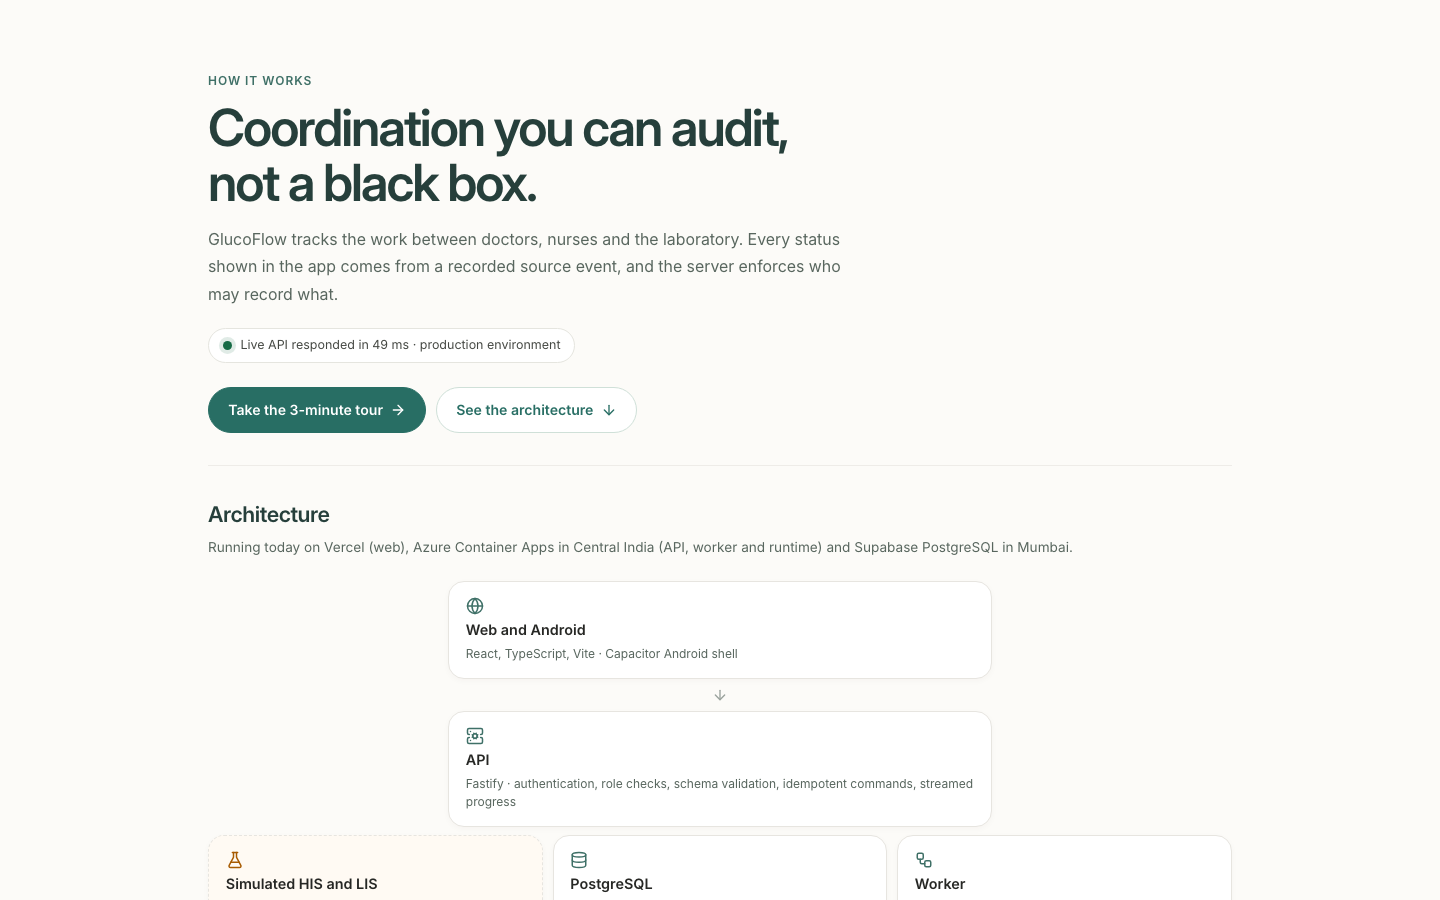 HOW IT WORKS
Coordination you can audit,
not a black box.
GlucoFlow tracks the work between doctors, nurses and the laboratory. Every status
shown in the app comes from a recorded source event, and the server enforces who
may record what.
Live API responded in 49 ms · production environment
Take the 3-minute tour →
See the architecture ↓
Architecture
Running today on Vercel (web), Azure Container Apps in Central India (API, worker and runtime) and Supabase PostgreSQL in Mumbai.
Web and Android
React, TypeScript, Vite · Capacitor Android shell
↓
API
Fastify · authentication, role checks, schema validation, idempotent commands, streamed
progress
Simulated HIS and LIS
PostgreSQL
Worker